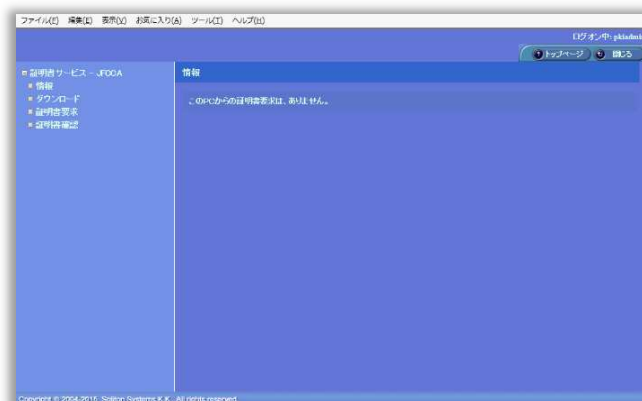 ファイル(F) 編集(E) 表示(V) お気に入り(A) ツール(T) ヘルプ(H)
ログオン中: pkiadmin
トップページ 閉じる
証明書サービス - JFOCA
情報
ダウンロード
証明書要求
証明書確認
情報
このPCからの証明書要求は、ありません。
Copyright © 2004-2016, Soliton Systems K.K., All rights reserved.